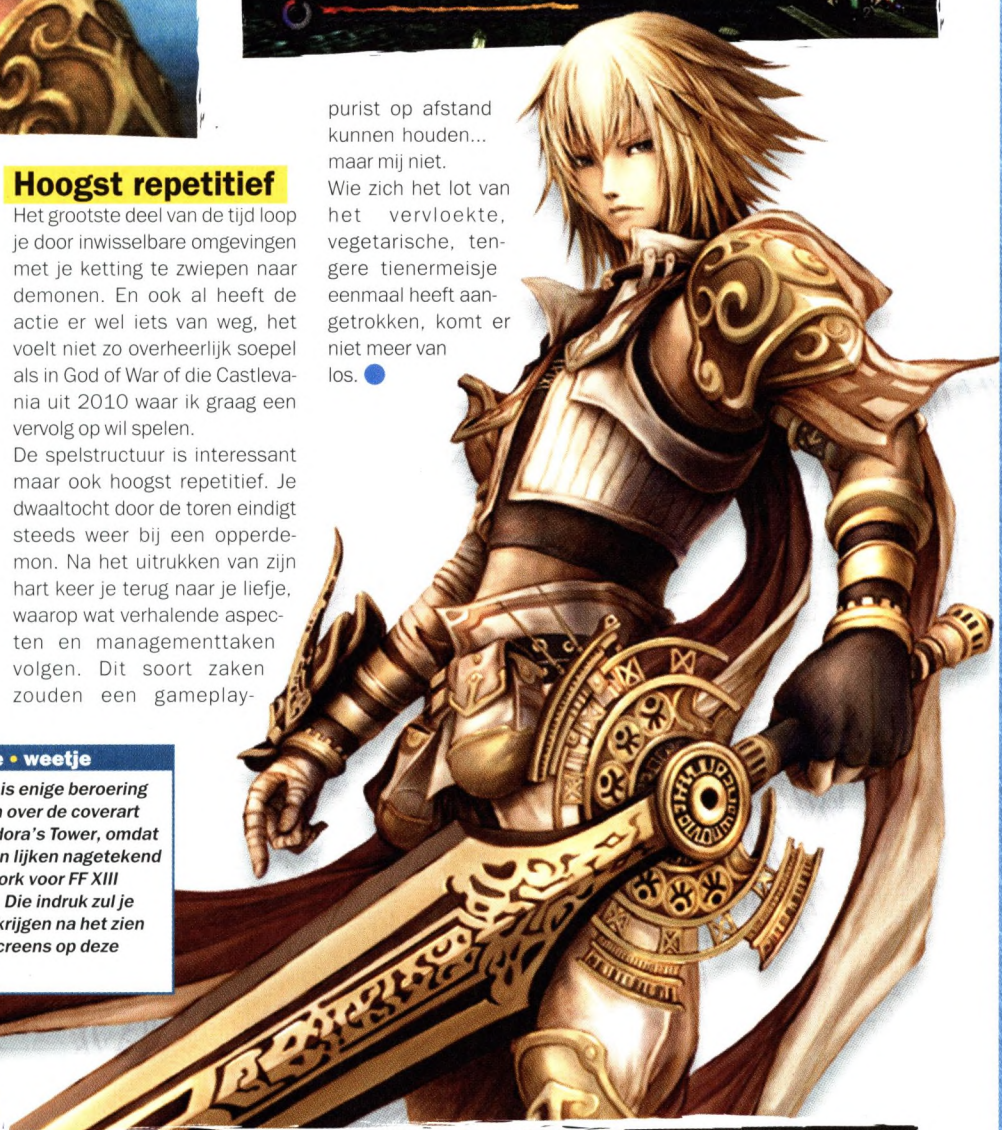 Hoogst repetitief
Het grootste deel van de tijd loop
je door inwisselbare omgevingen
met je ketting te zwiepen naar
demonen. En ook al heeft de
actie er wel iets van weg, het
voelt niet zo overheerlijk soepel
als in God of War of die Castleva-
nia uit 2010 waar ik graag een
vervolg op wil spelen.
De spelstructuur is interessant
maar ook hoogst repetitief. Je
dwaaltocht door de toren eindigt
steeds weer bij een opperde-
mon. Na het uitrukken van zijn
hart keer je terug naar je liefje,
waarop wat verhalende aspec-
ten en managementtaken
volgen. Dit soort zaken
zouden een gameplay-
purist op afstand
kunnen houden...
maar mij niet.
Wie zich het lot van
het vervloekte,
vegetarische, ten-
gere tienermeisje
eenmaal heeft aan-
getrokken, komt er
niet meer van
los.
e • weetje
is enige beroering
n over de coverart
dora's Tower, omdat
n lijken nagetekend
ork voor FF XIII
. Die indruk zul je
krijgen na het zien
creens op deze